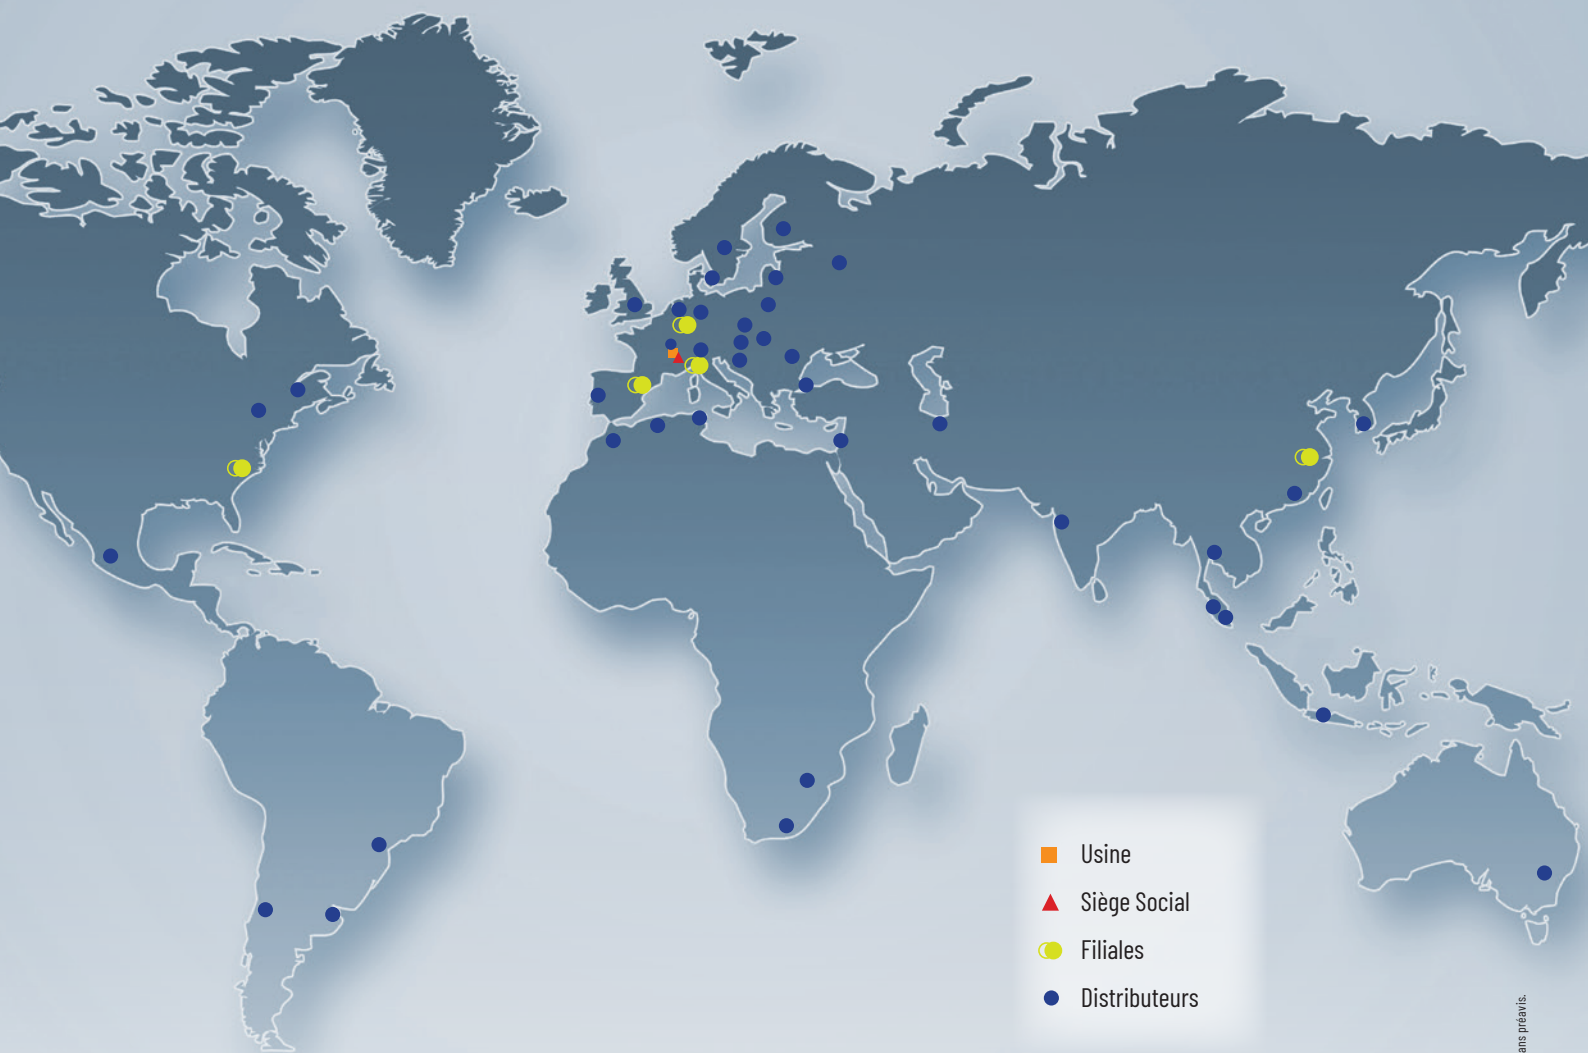 Usine
Siège Social
Filiales
Distributeurs
ans préavis.